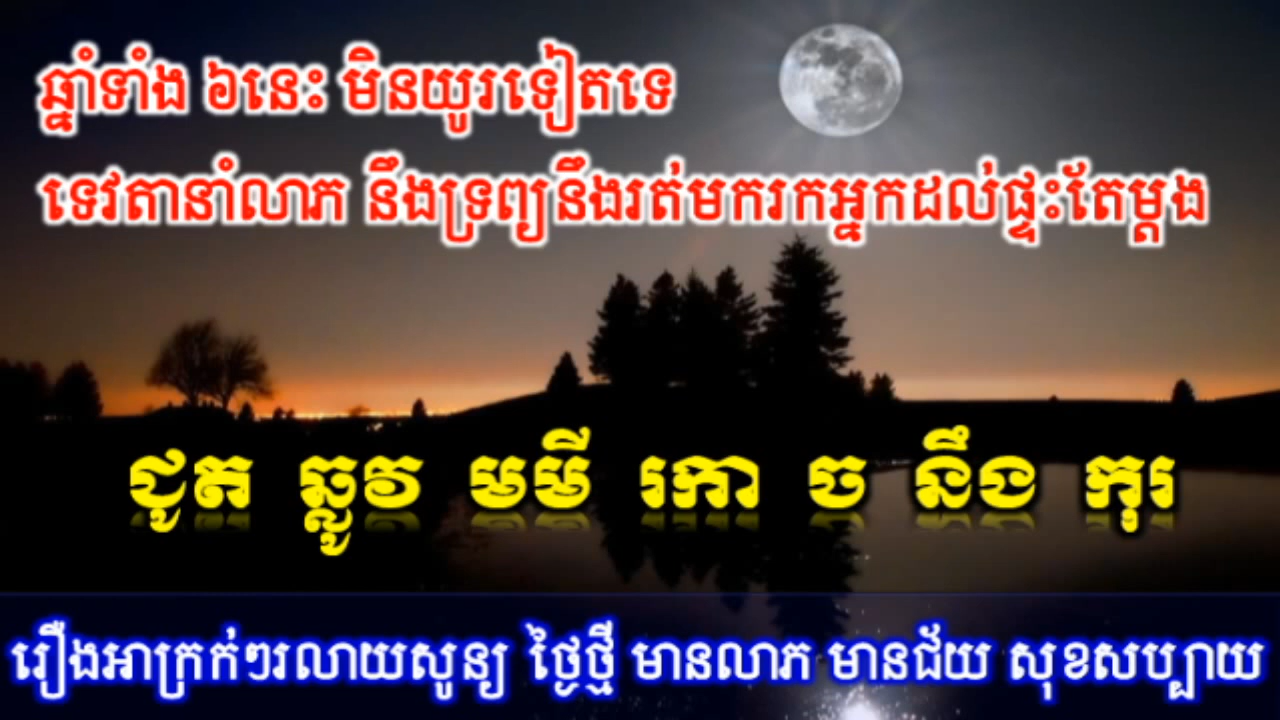 ឆ្នាំទាំង ៦នេះ មិនយូរទៀតទេ
ទេវតានាំលាភ នឹងទ្រព្យនឹងរត់មករកអ្នកដល់ផ្ទះតែម្តង
ជូត ឆ្លូវ មមី រកា ច នឹង កុរ
រឿងអាក្រក់ៗរលាយសូន្យ ថ្ងៃថ្មី មានលាភ មានជ័យ សុខសប្បាយ